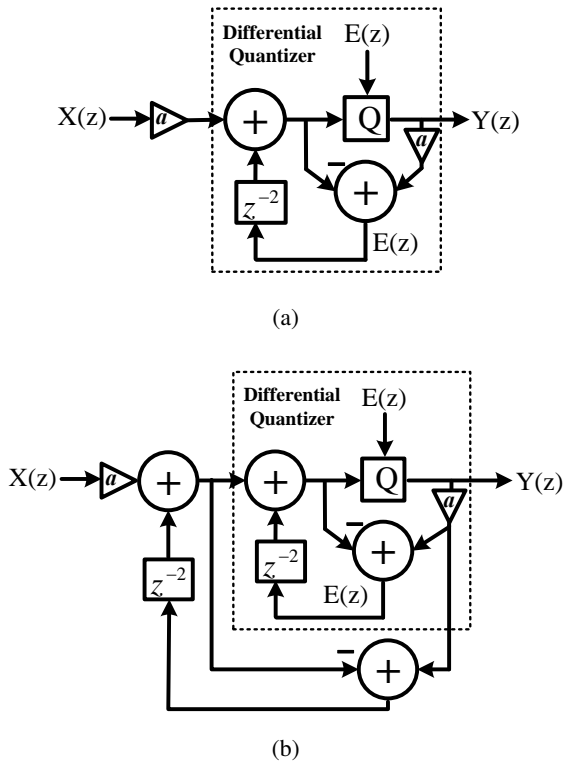 Differential
Quantizer
E(z)
X(z)
a
+
Q
Y(z)
a
−
+
z⁻²
E(z)
(a)
Differential
Quantizer
E(z)
X(z)
a
+
+
Q
Y(z)
a
−
+
z⁻²
z⁻²
E(z)
−
+
(b)